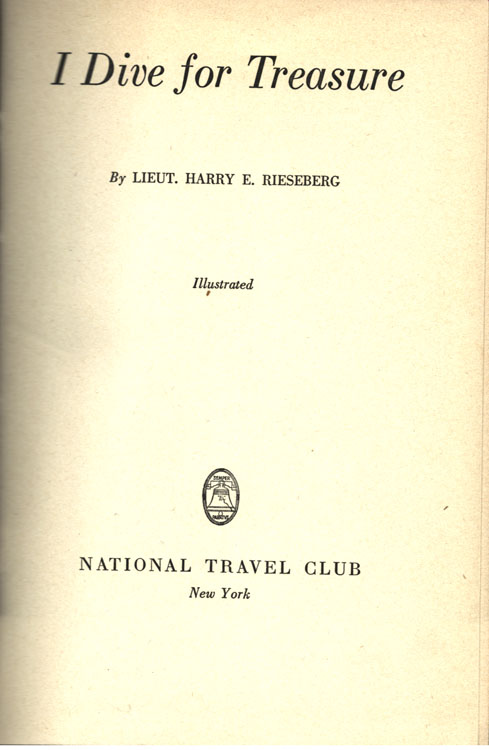 I Dive for Treasure
By LIEUT. HARRY E. RIESEBERG
Illustrated
NATIONAL TRAVEL CLUB
New York